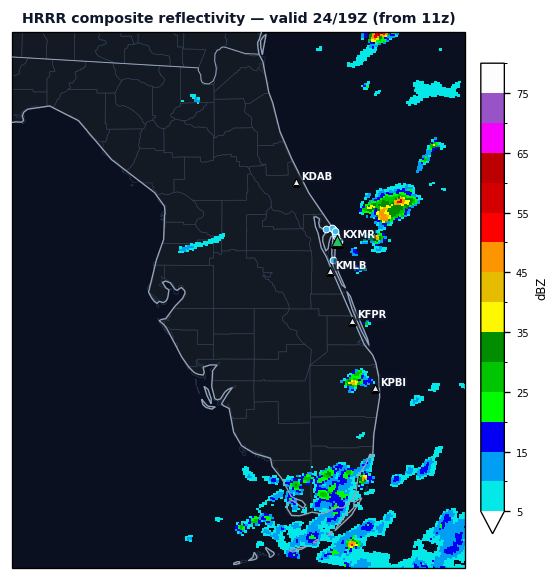 HRRR composite reflectivity — valid 24/19Z (from 11z)
KDAB
KXMR
KMLB
KFPR
KPBI
75
65
55
45
35
25
15
5
dBZ